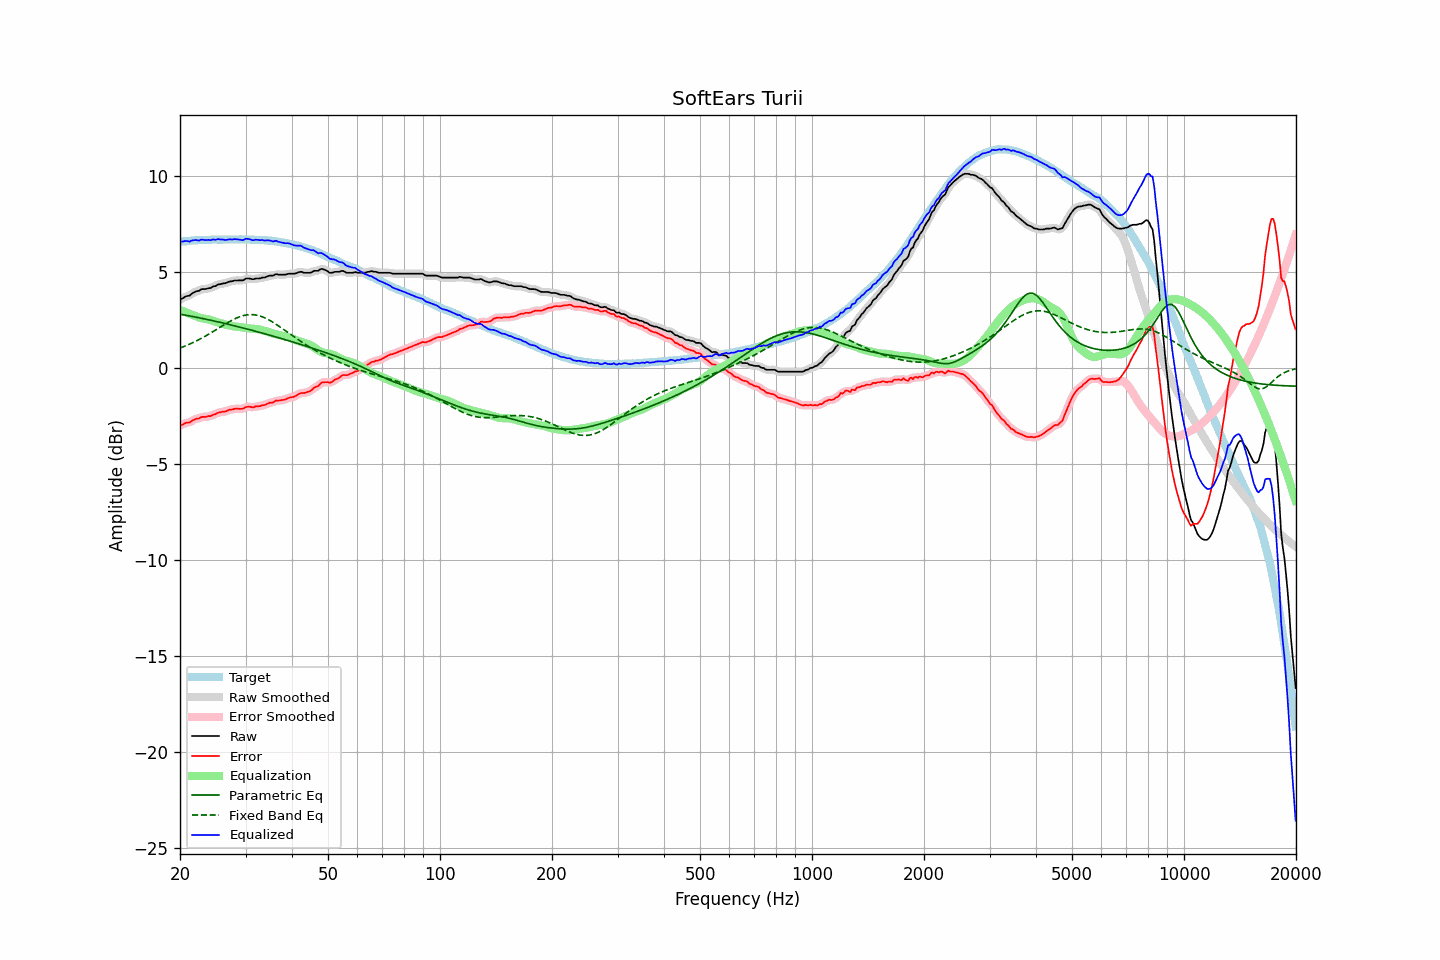 SoftEars Turii
Amplitude (dBr)
10
5
0
−5
−10
−15
−20
−25
Target
Raw Smoothed
Error Smoothed
Raw
Error
Equalization
Parametric Eq
Fixed Band Eq
Equalized
20 50 100 200 500 1000 2000 5000 10000 20000
Frequency (Hz)